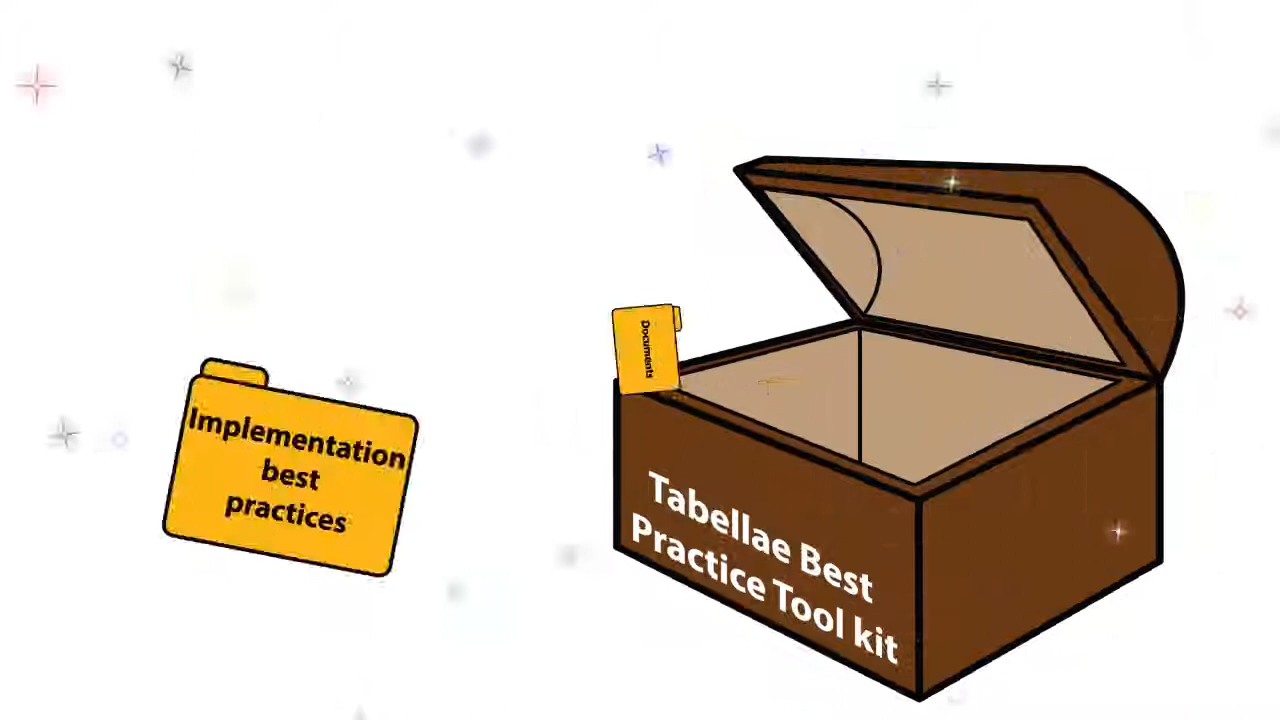 Implementation
best
practices
Documents
Tabellae Best
Practice Tool kit